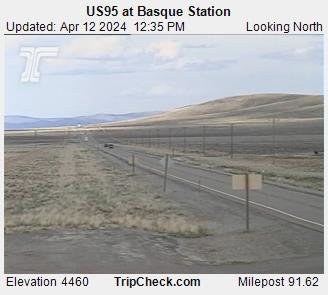 US95 at Basque Station
Updated: Apr 12 2024 12:35 PM Looking North
Elevation 4460 TripCheck.com Milepost 91.62